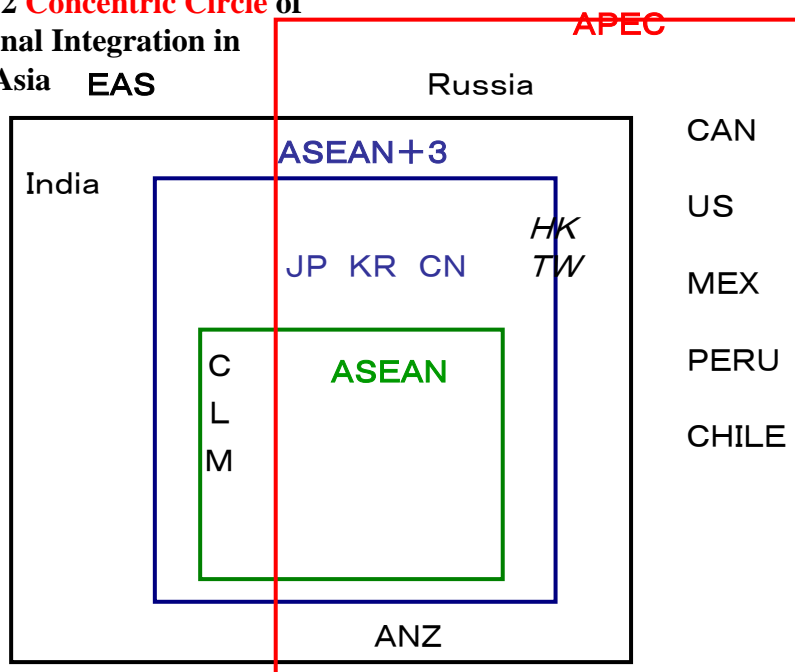 2 Concentric Circle of
nal Integration in
Asia
EAS
APEC
Russia
CAN
ASEAN＋3
India
US
HK
JP KR CN
TW
MEX
C
ASEAN
PERU
L
CHILE
M
ANZ